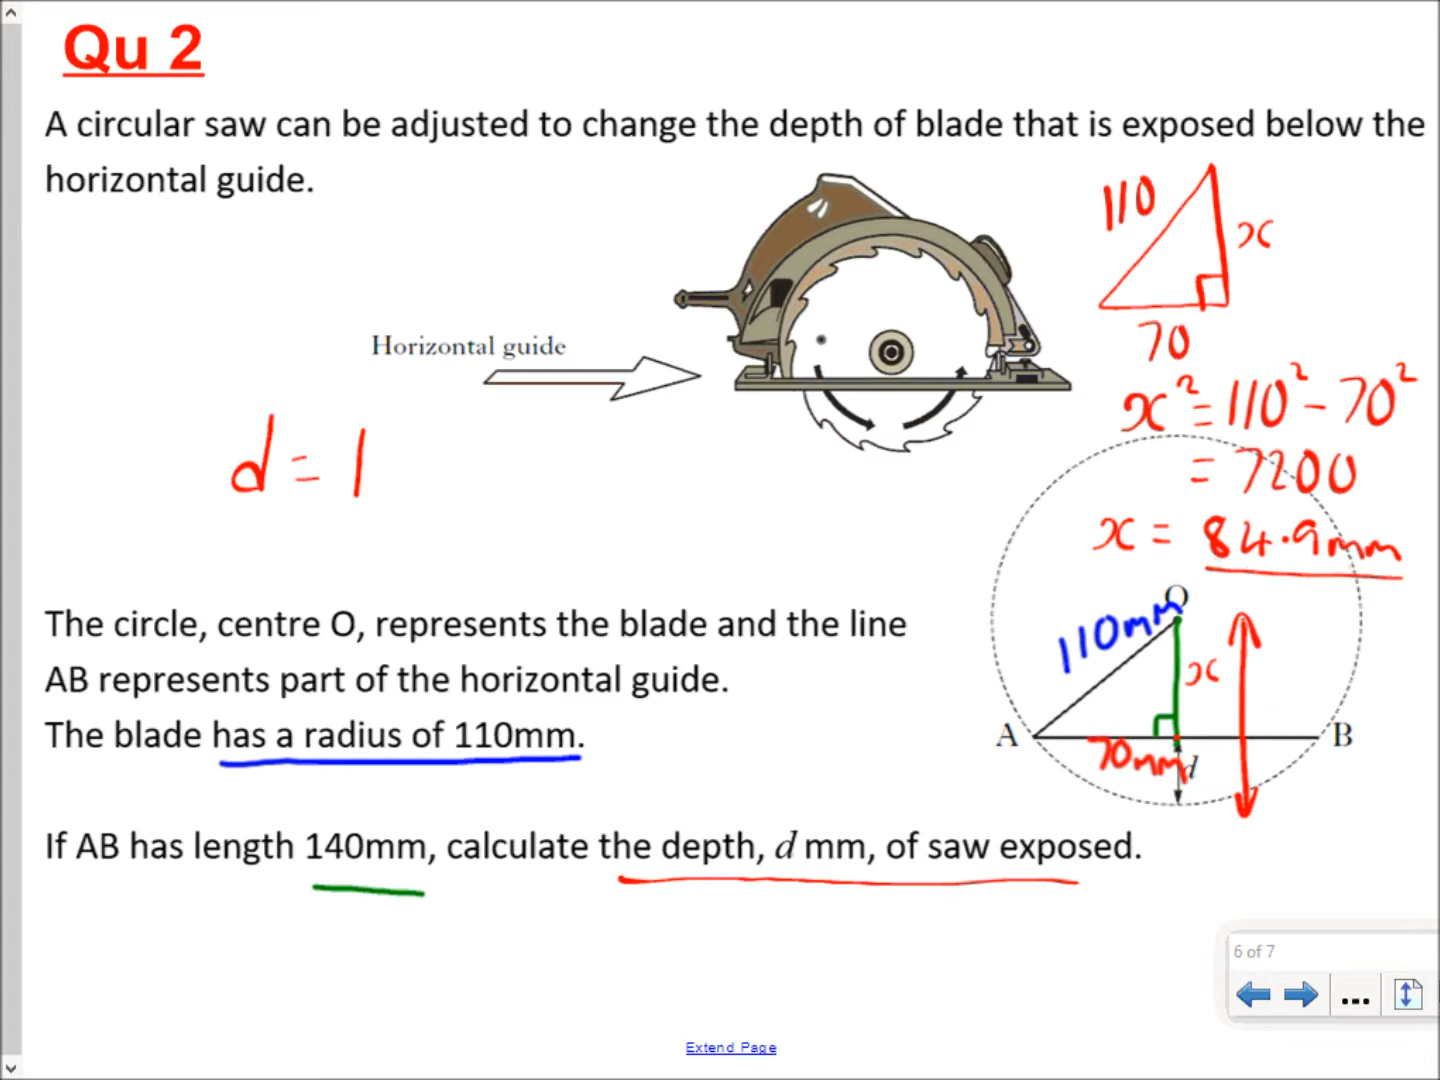 Qu 2
A circular saw can be adjusted to change the depth of blade that is exposed below the
horizontal guide.
110
x
70
Horizontal guide
x² = 110² - 70²
= 7200
x = 84.9mm
d = 1
O
110mm
x
A
B
70mm
d
The circle, centre O, represents the blade and the line
AB represents part of the horizontal guide.
The blade has a radius of 110mm.
If AB has length 140mm, calculate the depth, d mm, of saw exposed.
6 of 7
...
Extend Page